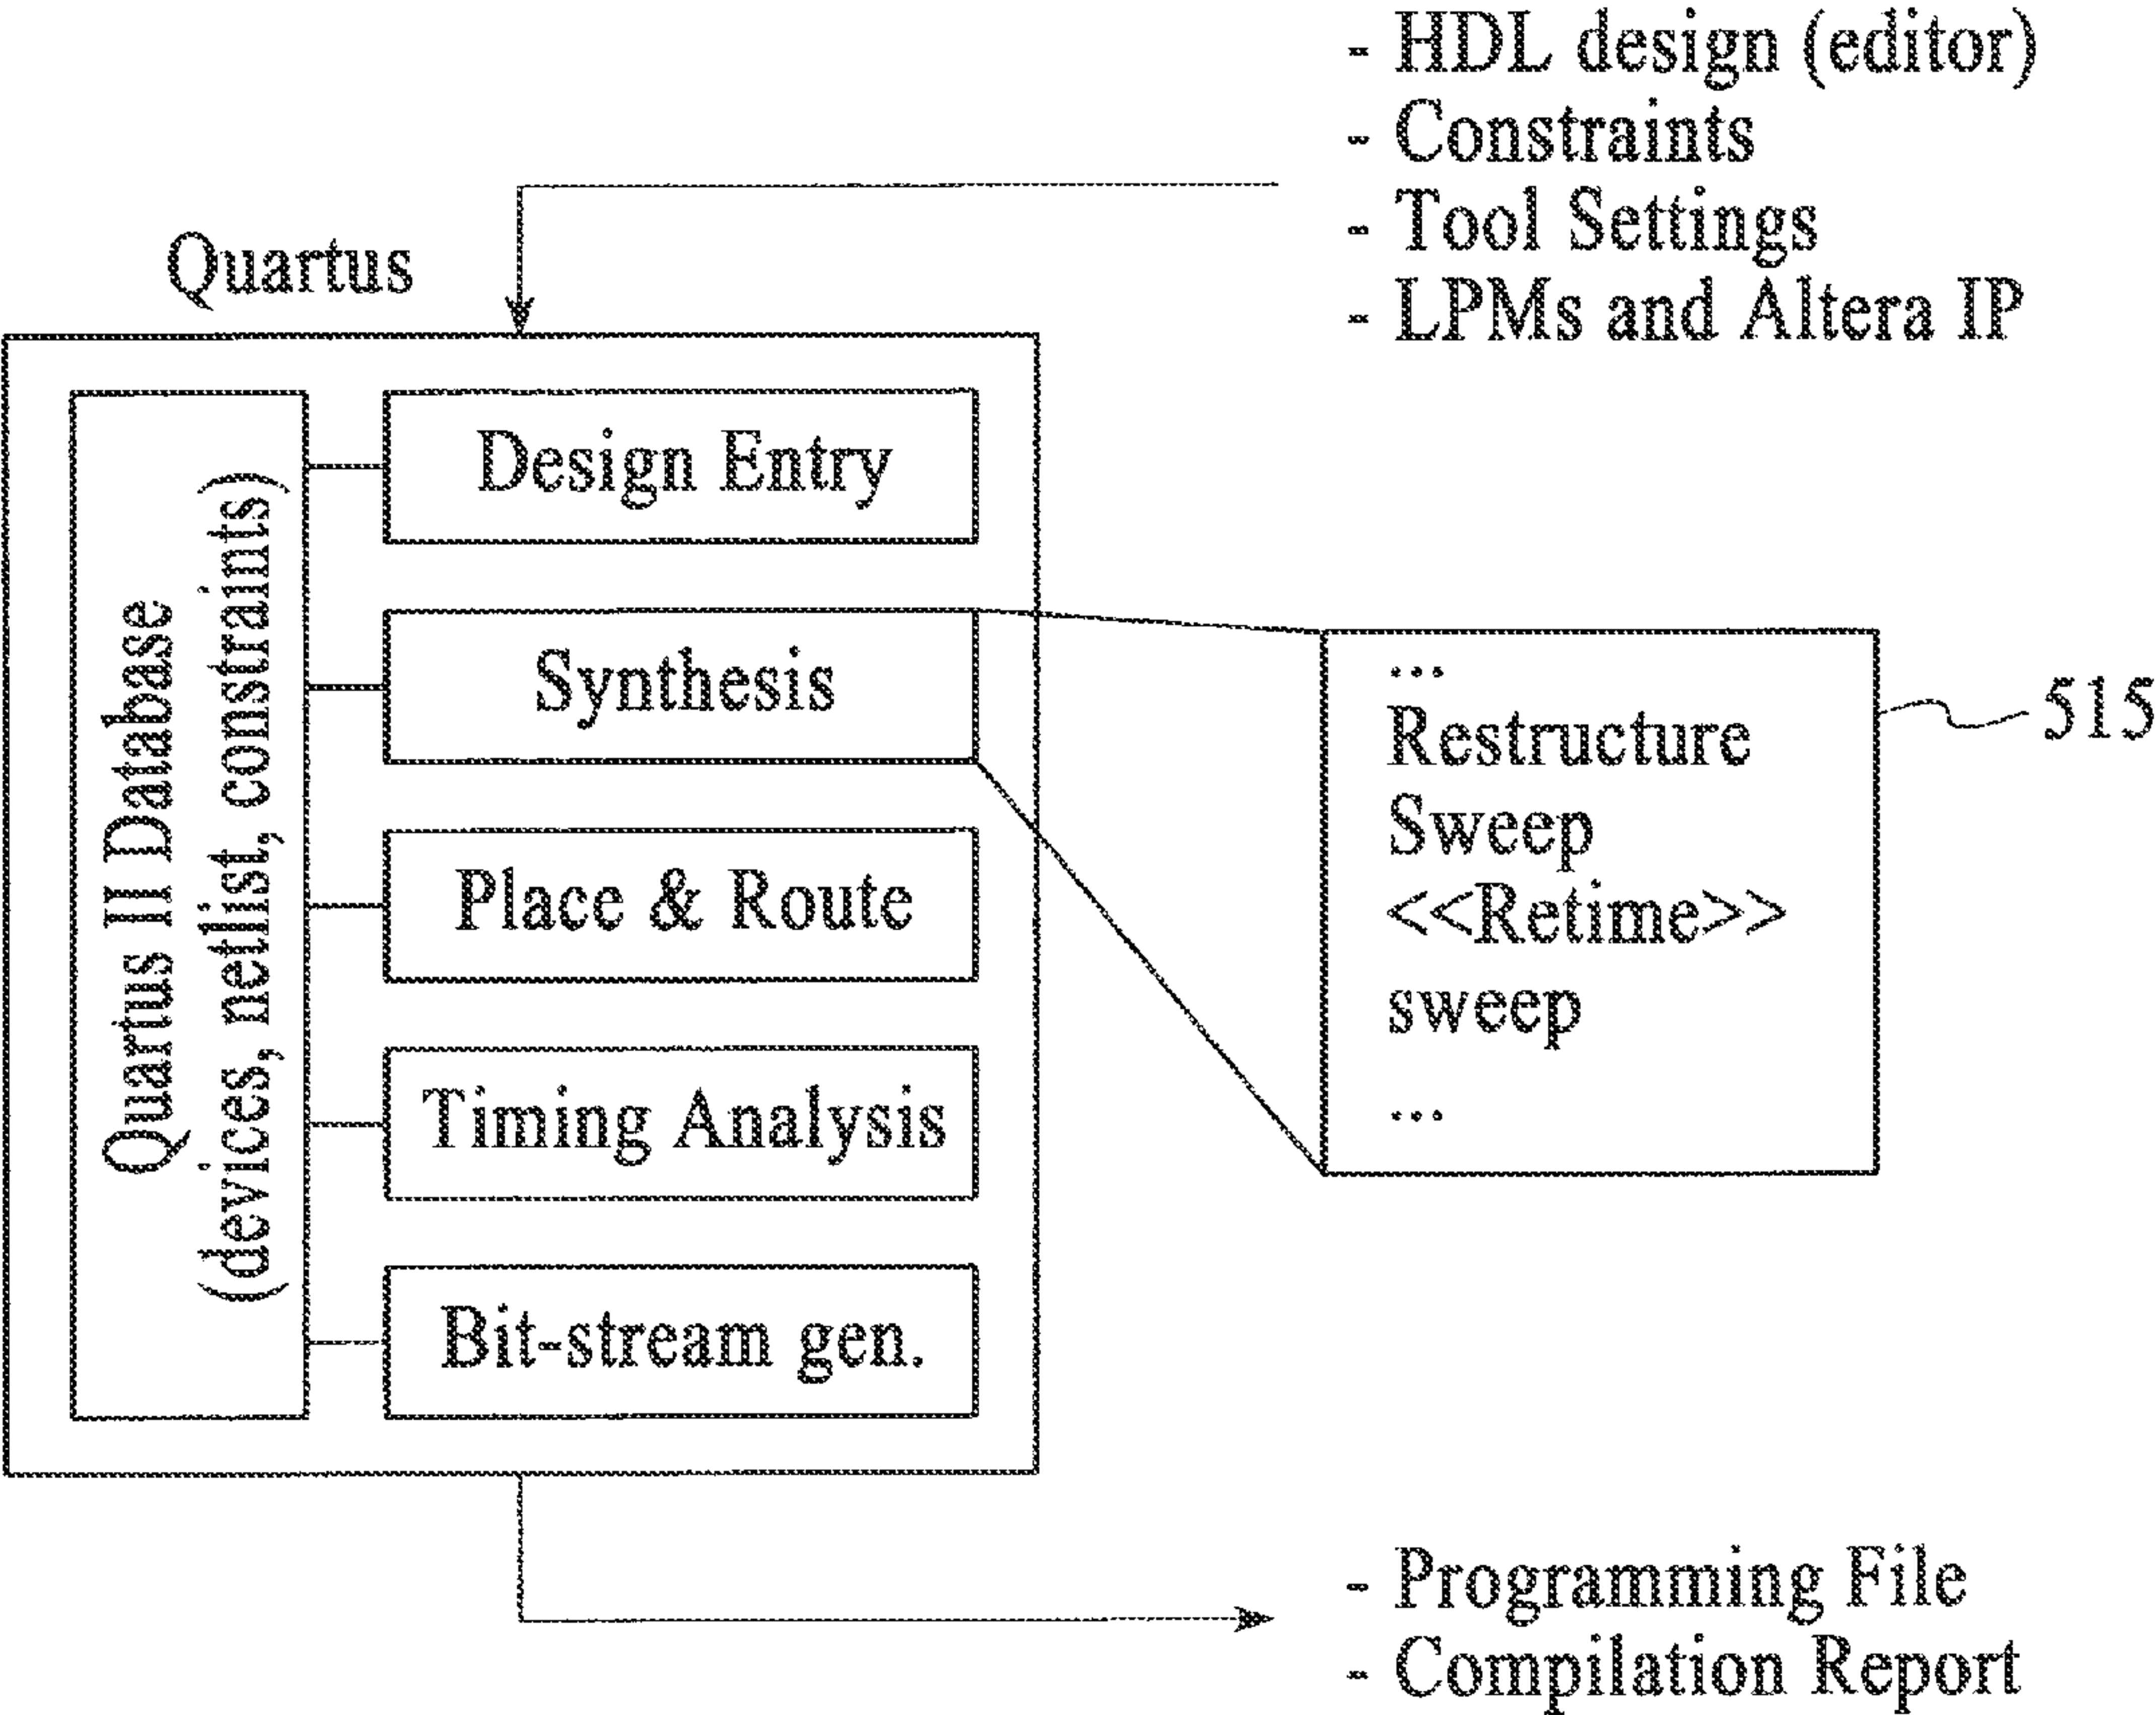 - HDL design (editor)
- Constraints
- Tool Settings
- LPMs and Altera IP
Quartus
Quartus II Database
(devices, netlist, constraints)
Design Entry
Synthesis
Place & Route
Timing Analysis
Bit-stream gen.
...
Restructure
Sweep
<<Retime>>
sweep
...
515
- Programming File
- Compilation Report